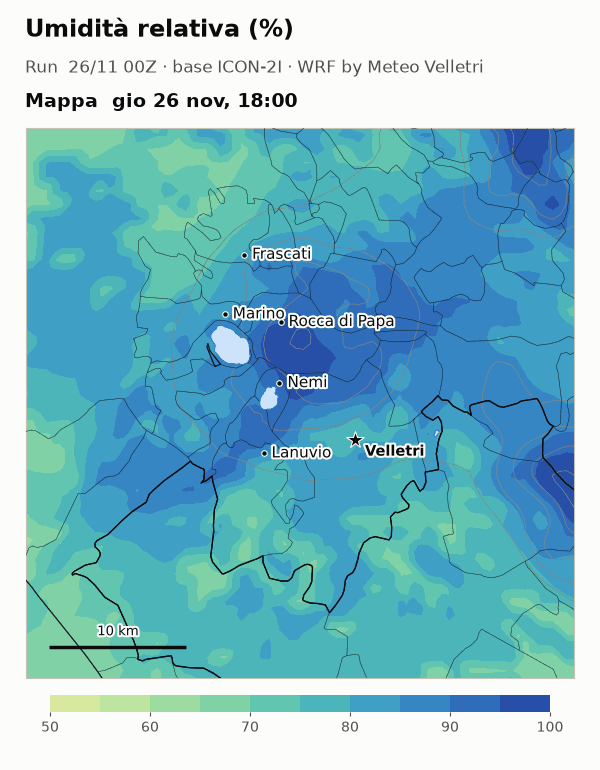 Umidità relativa (%)
Run  26/11 00Z · base ICON-2I · WRF by Meteo Velletri
Mappa  gio 26 nov, 18:00
Frascati
Marino
Rocca di Papa
Nemi
Velletri
Lanuvio
10 km
50 60 70 80 90 100